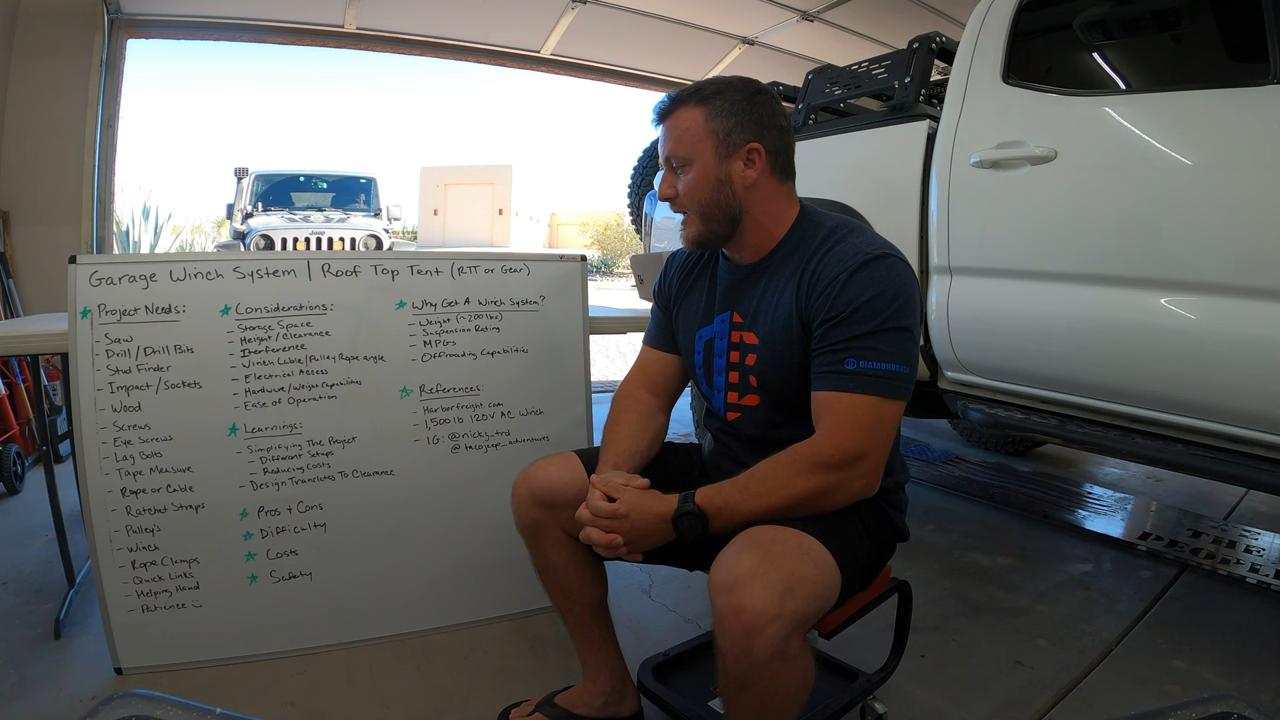 Garage Winch System | Roof Top Tent (RTT or Gear)
Project Needs:
- Saw
- Drill/Drill Bits
- Stud Finder
- Impact/Sockets
- Wood
- Screws
- Eye Screws
- Lag Bolts
- Tape Measure
- Rope or Cable
- Ratchet Straps
- Pulley's
- Winch
- Rope Clamps
- Quick Links
- Helping Hand
- Patience
Considerations:
- Storage Space
- Height/Clearance
- Winch Cable/Pulley Rope angle
- Electrical Access
- Hardware/Weight Capabilities
- Ease of Operation
Learnings:
- Simplifying The Project
- Different Setups
- Reducing Costs
- Design Translates To Clearance
Pros + Cons
Difficulty
Costs
Safety
Why Get A Winch System?
- Weight (~200 lbs)
- Suspension Rating
- MPG's
- Offroading Capabilities
References:
- Harborfreight.com
- 1,500 lb 120V AC Winch
- IG: @nicky_trd
@tacojeep_adventures
Jeep
DIAMONDBACK
THE
PEOPLE